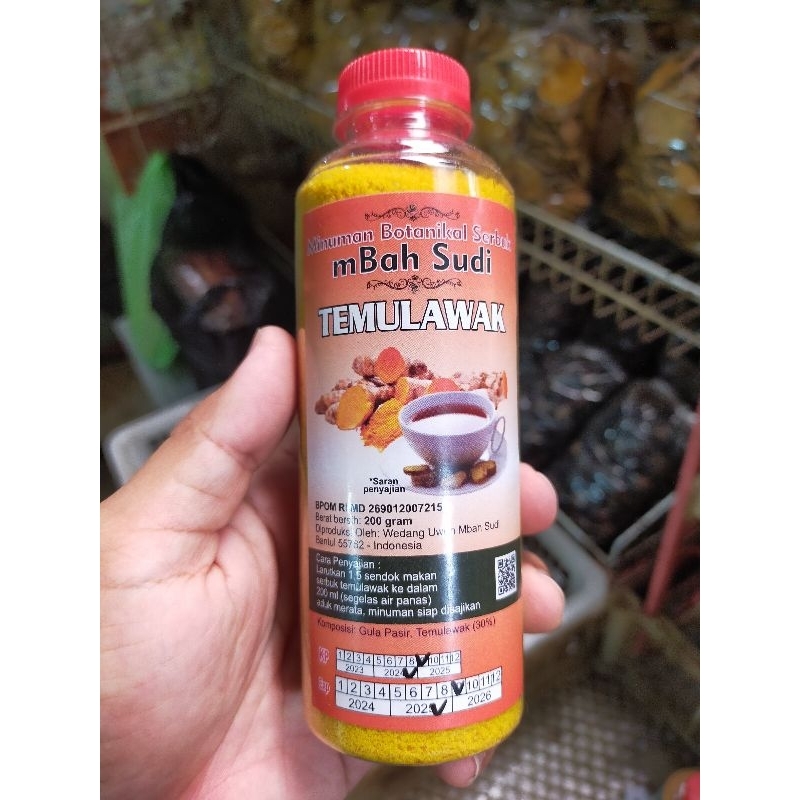 Minuman Botanikal Serbuk
mBah Sudi
TEMULAWAK
*Saran
penyajian
BPOM RI MD 269012007215
Berat bersih: 200 gram
Diproduksi Oleh: Wedang Uwuh Mbah Sudi
Bantul 55762 - Indonesia
Cara Penyajian :
Larutkan 1,5 sendok makan
serbuk temulawak ke dalam
200 ml (segelas air panas)
aduk merata, minuman siap disajikan
Komposisi: Gula Pasir, Temulawak (30%)
KP 1 2 3 4 5 6 7 8 10 11 12
2023 2024 2025
Exp 1 2 3 4 5 6 7 8 10 11 12
2024 2025 2026